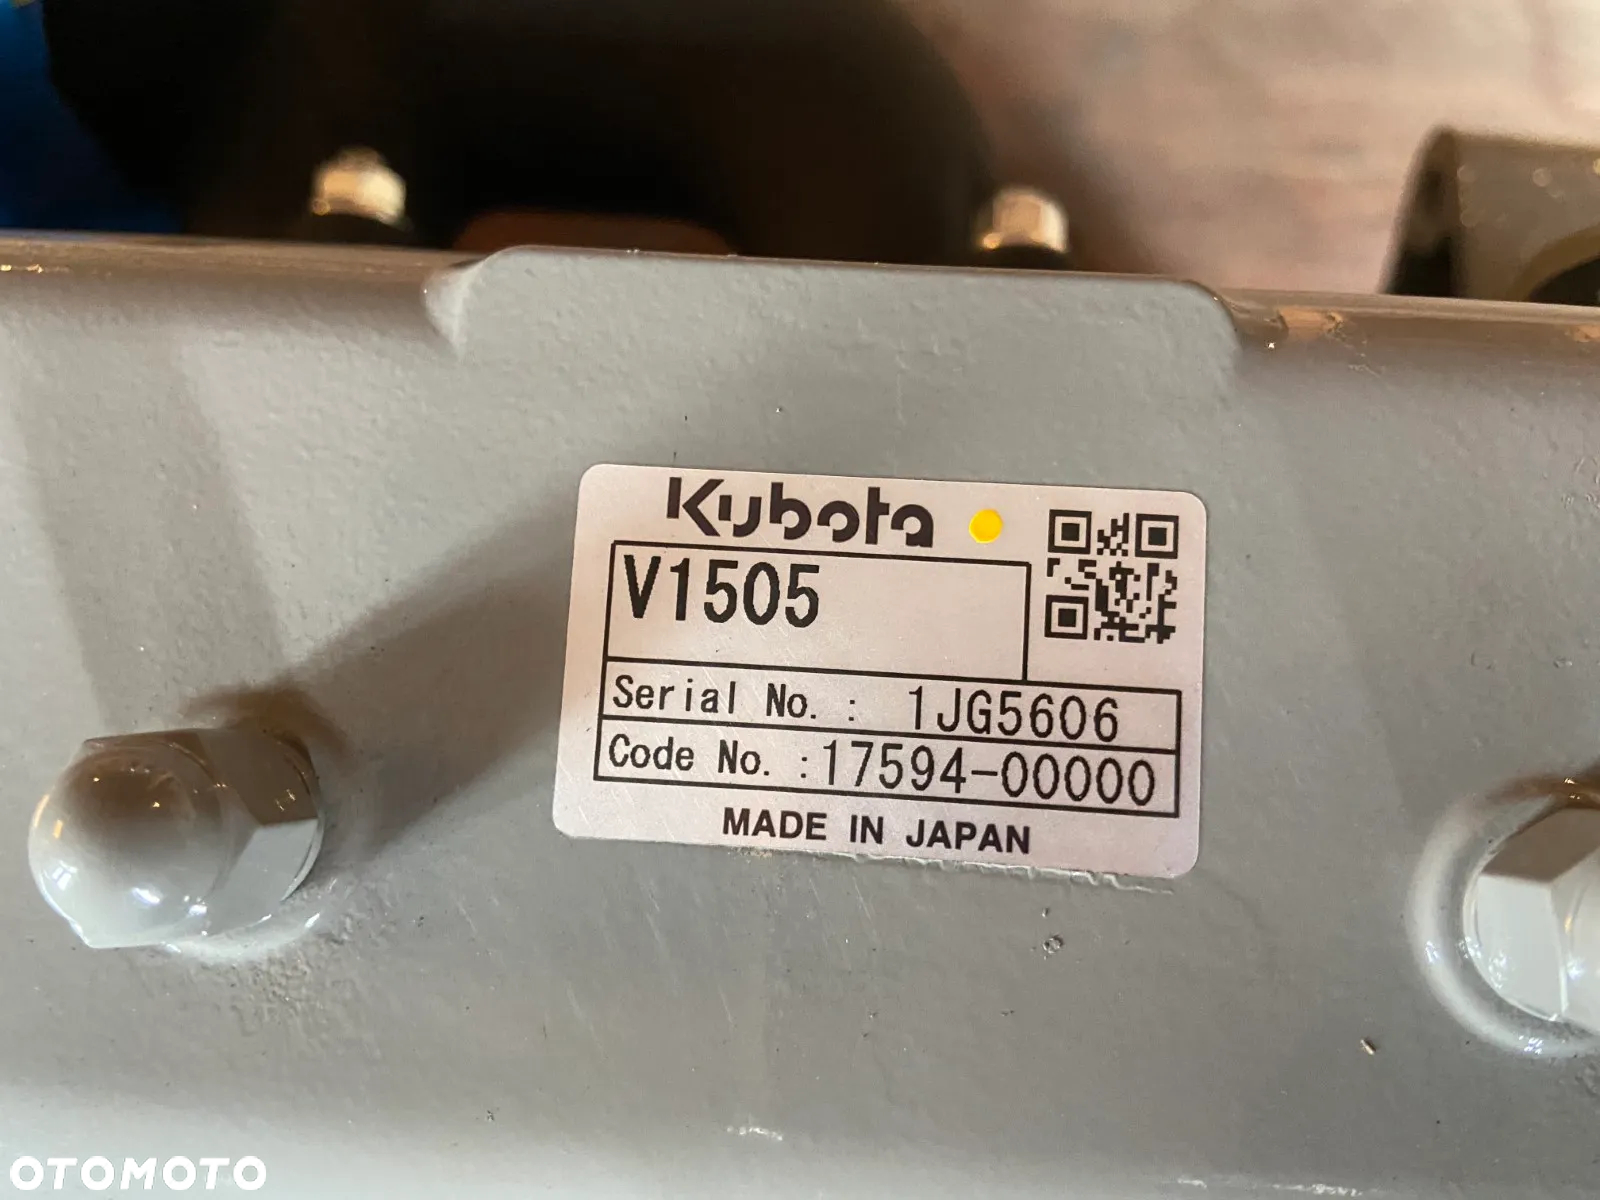 Kubota
V1505
Serial No. : 1JG5606
Code No. :17594-00000
MADE IN JAPAN
OTOMOTO